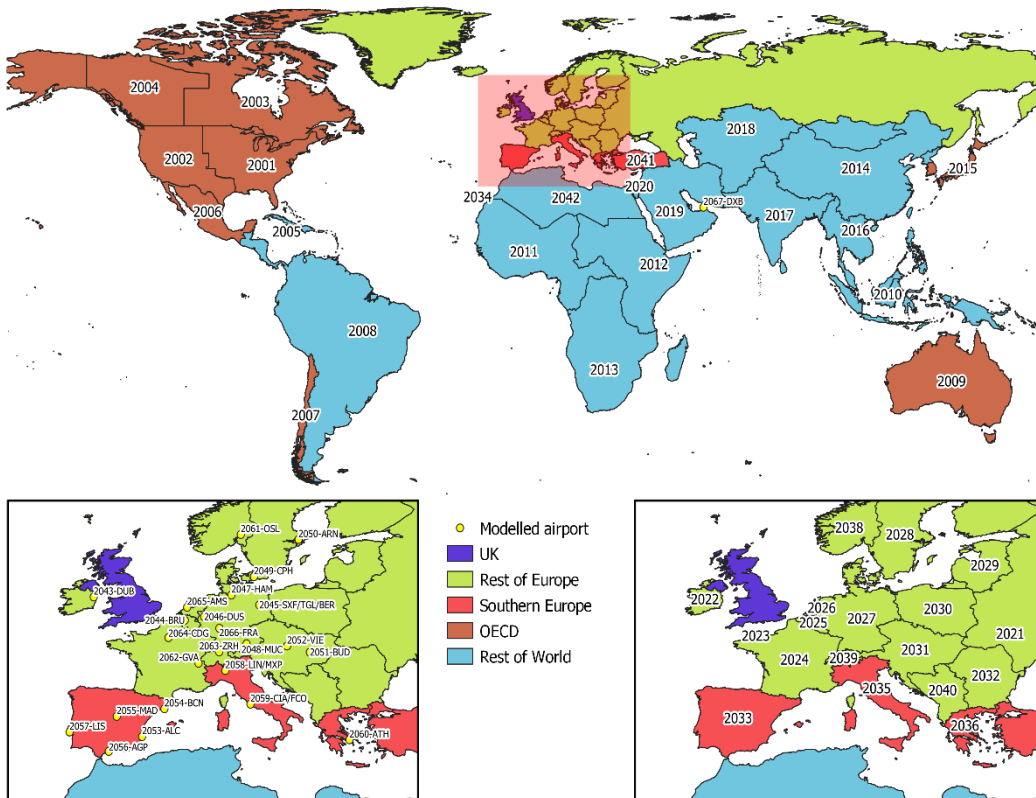 2004
2003
2002
2001
2006
2005
2008
2007
2018
2014
2015
2041
2020
2034
2042
2019
2067-DXB
2017
2016
2011
2012
2010
2013
2009
2061-OSL
2050-ARN
2049-CPH
2047-HAM
2043-DUB
2065-AMS
2045-SXF/TGL/BER
2044-BRU
2046-DUS
2064-CDG
2066-FRA
2052-VIE
2063-ZRH
2048-MUC
2051-BUD
2062-GVA
2058-LIN/MXP
2054-BCN
2059-CIA/FCO
2055-MAD
2057-LIS
2053-ALC
2060-ATH
2056-AGP
Modelled airport
UK
Rest of Europe
Southern Europe
OECD
Rest of World
2038
2028
2029
2022
2026
2030
2025
2027
2023
2021
2024
2039
2031
2032
2035
2040
2033
2036